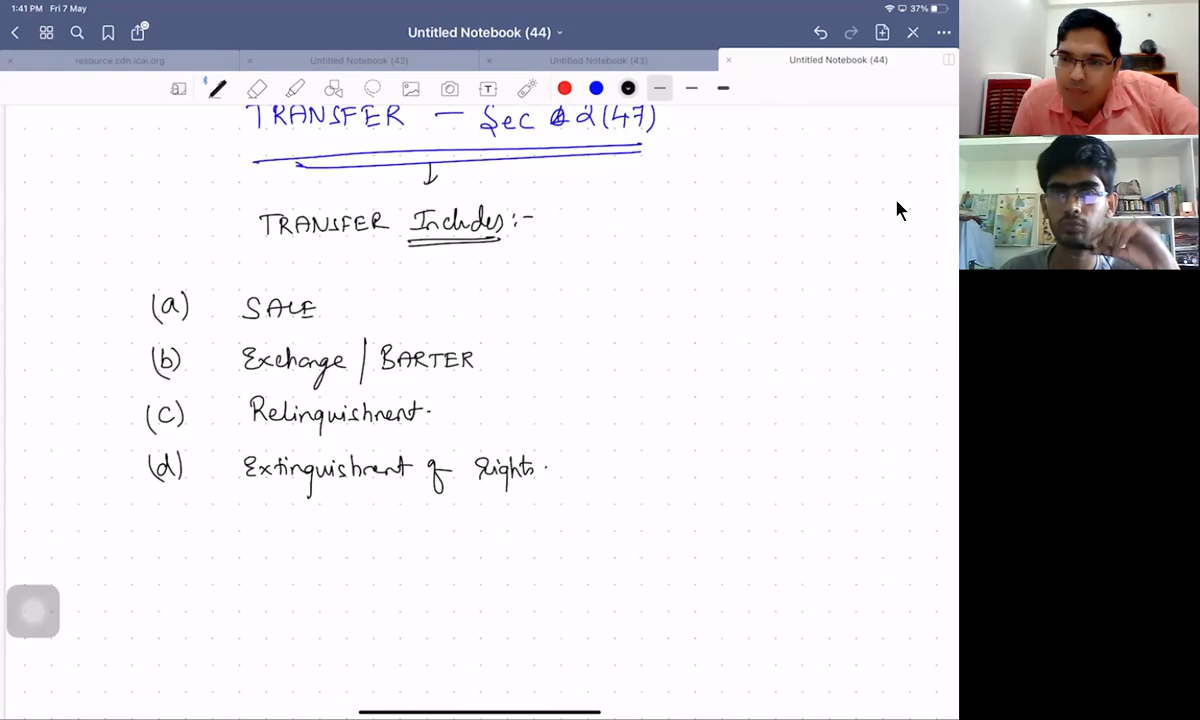 1:41 PM Fri 7 May
37%
Untitled Notebook (44)
resource.cdn.icai.org
Untitled Notebook (42)
Untitled Notebook (43)
Untitled Notebook (44)
TRANSFER — Sec 2(47)
TRANSFER Includes:-
(a) SALE
(b) Exchange / BARTER
(c) Relinquishment.
(d) Extinguishment of Rights.